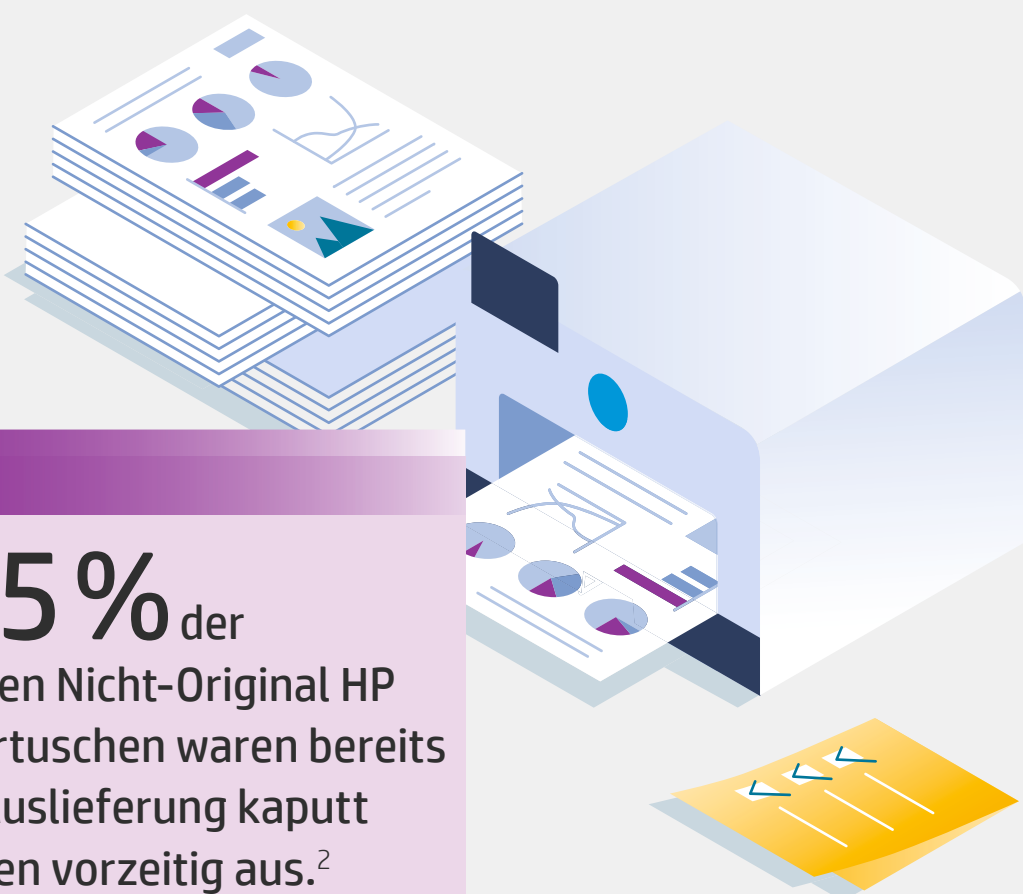 5 % der
en Nicht-Original HP
rtuschen waren bereits
uslieferung kaputt
en vorzeitig aus.²